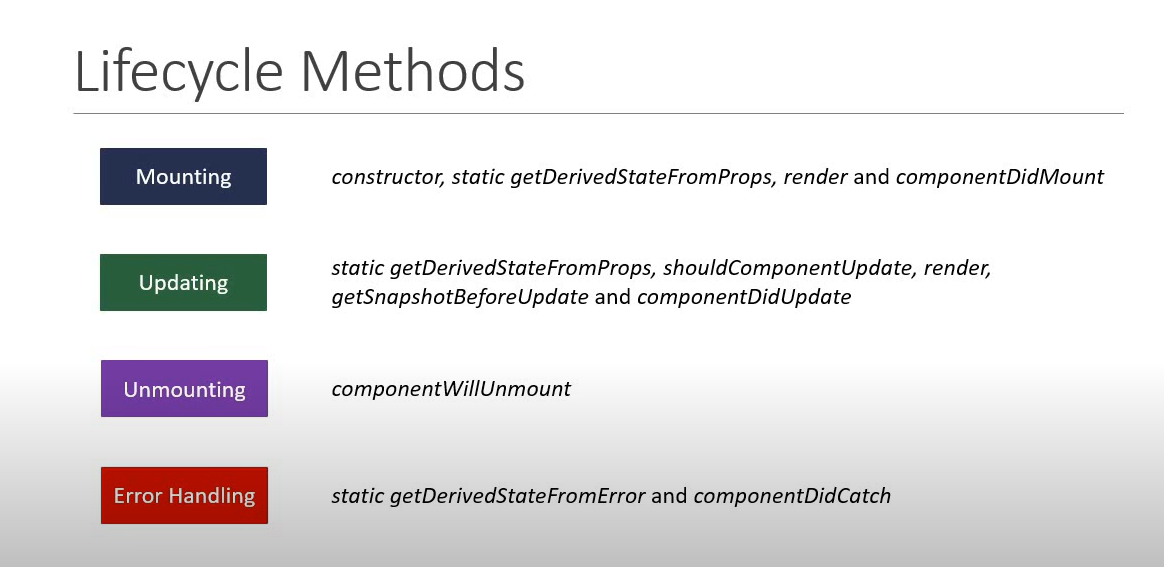 Lifecycle Methods
Mounting
constructor, static getDerivedStateFromProps, render and componentDidMount
Updating
static getDerivedStateFromProps, shouldComponentUpdate, render,
getSnapshotBeforeUpdate and componentDidUpdate
Unmounting
componentWillUnmount
Error Handling
static getDerivedStateFromError and componentDidCatch